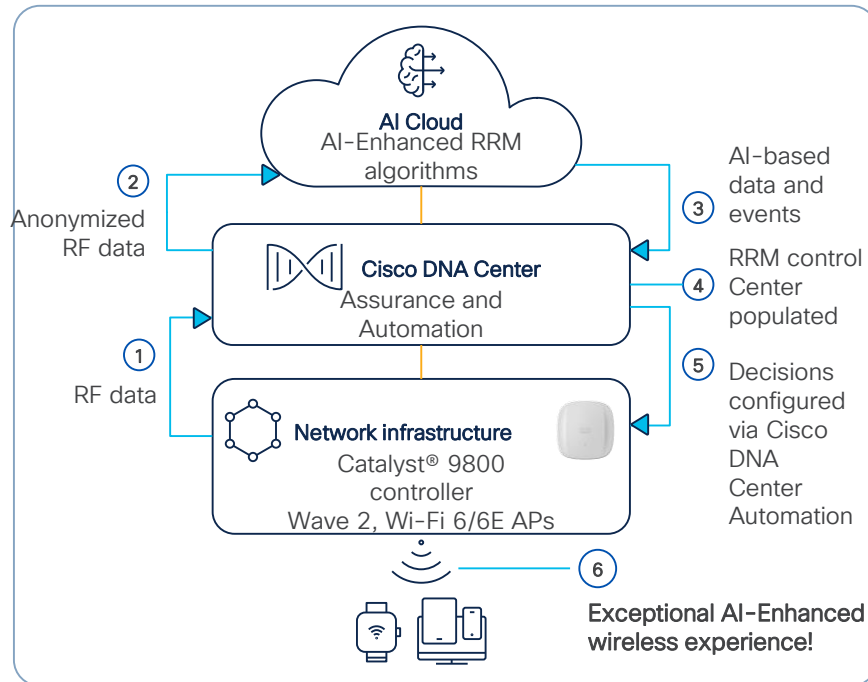 AI Cloud
AI-Enhanced RRM
algorithms
2
Anonymized
RF data
3
AI-based
data and
events
Cisco DNA Center
Assurance and
Automation
4
RRM control
Center
populated
1
RF data
5
Decisions
configured
via Cisco
DNA
Center
Automation
Network infrastructure
Catalyst® 9800
controller
Wave 2, Wi-Fi 6/6E APs
6
Exceptional AI-Enhanced
wireless experience!